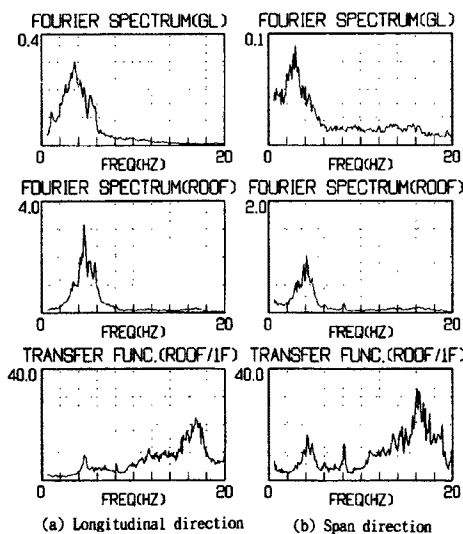 FOURIER SPECTRUM(GL) FOURIER SPECTRUM(GL)
0.4 0.1
0 20 0 20
FREQ(HZ) FREQ(HZ)
FOURIER SPECTRUM(ROOF) FOURIER SPECTRUM(ROOF)
4.0 2.0
0 20 0 20
FREQ(HZ) FREQ(HZ)
TRANSFER FUNC.(ROOF/1F) TRANSFER FUNC.(ROOF/1F)
40.0 40.0
0 20 0 20
FREQ(HZ) FREQ(HZ)
(a) Longitudinal direction (b) Span direction